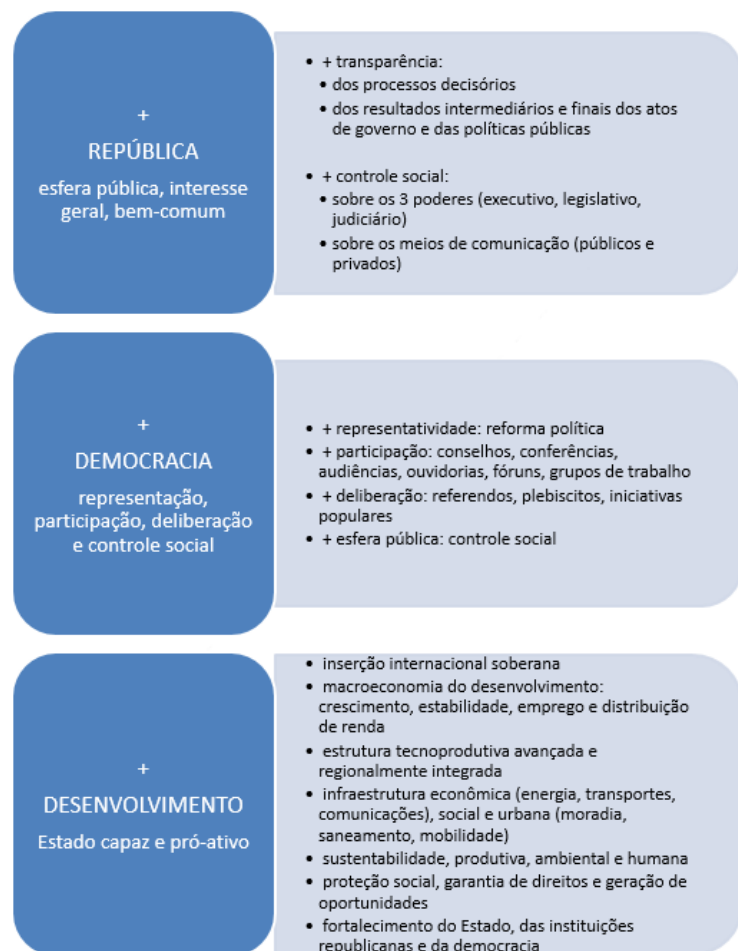 +
REPÚBLICA
esfera pública, interesse
geral, bem-comum
• + transparência:
• dos processos decisórios
• dos resultados intermediários e finais dos atos
de governo e das políticas públicas
• + controle social:
• sobre os 3 poderes (executivo, legislativo,
judiciário)
• sobre os meios de comunicação (públicos e
privados)
+
DEMOCRACIA
representação,
participação, deliberação
e controle social
• + representatividade: reforma política
• + participação: conselhos, conferências,
audiências, ouvidorias, fóruns, grupos de trabalho
• + deliberação: referendos, plebiscitos, iniciativas
populares
• + esfera pública: controle social
+
DESENVOLVIMENTO
Estado capaz e pró-ativo
• inserção internacional soberana
• macroeconomia do desenvolvimento:
crescimento, estabilidade, emprego e distribuição
de renda
• estrutura tecnoprodutiva avançada e
regionalmente integrada
• infraestrutura econômica (energia, transportes,
comunicações), social e urbana (moradia,
saneamento, mobilidade)
• sustentabilidade, produtiva, ambiental e humana
• proteção social, garantia de direitos e geração de
oportunidades
• fortalecimento do Estado, das instituições
republicanas e da democracia